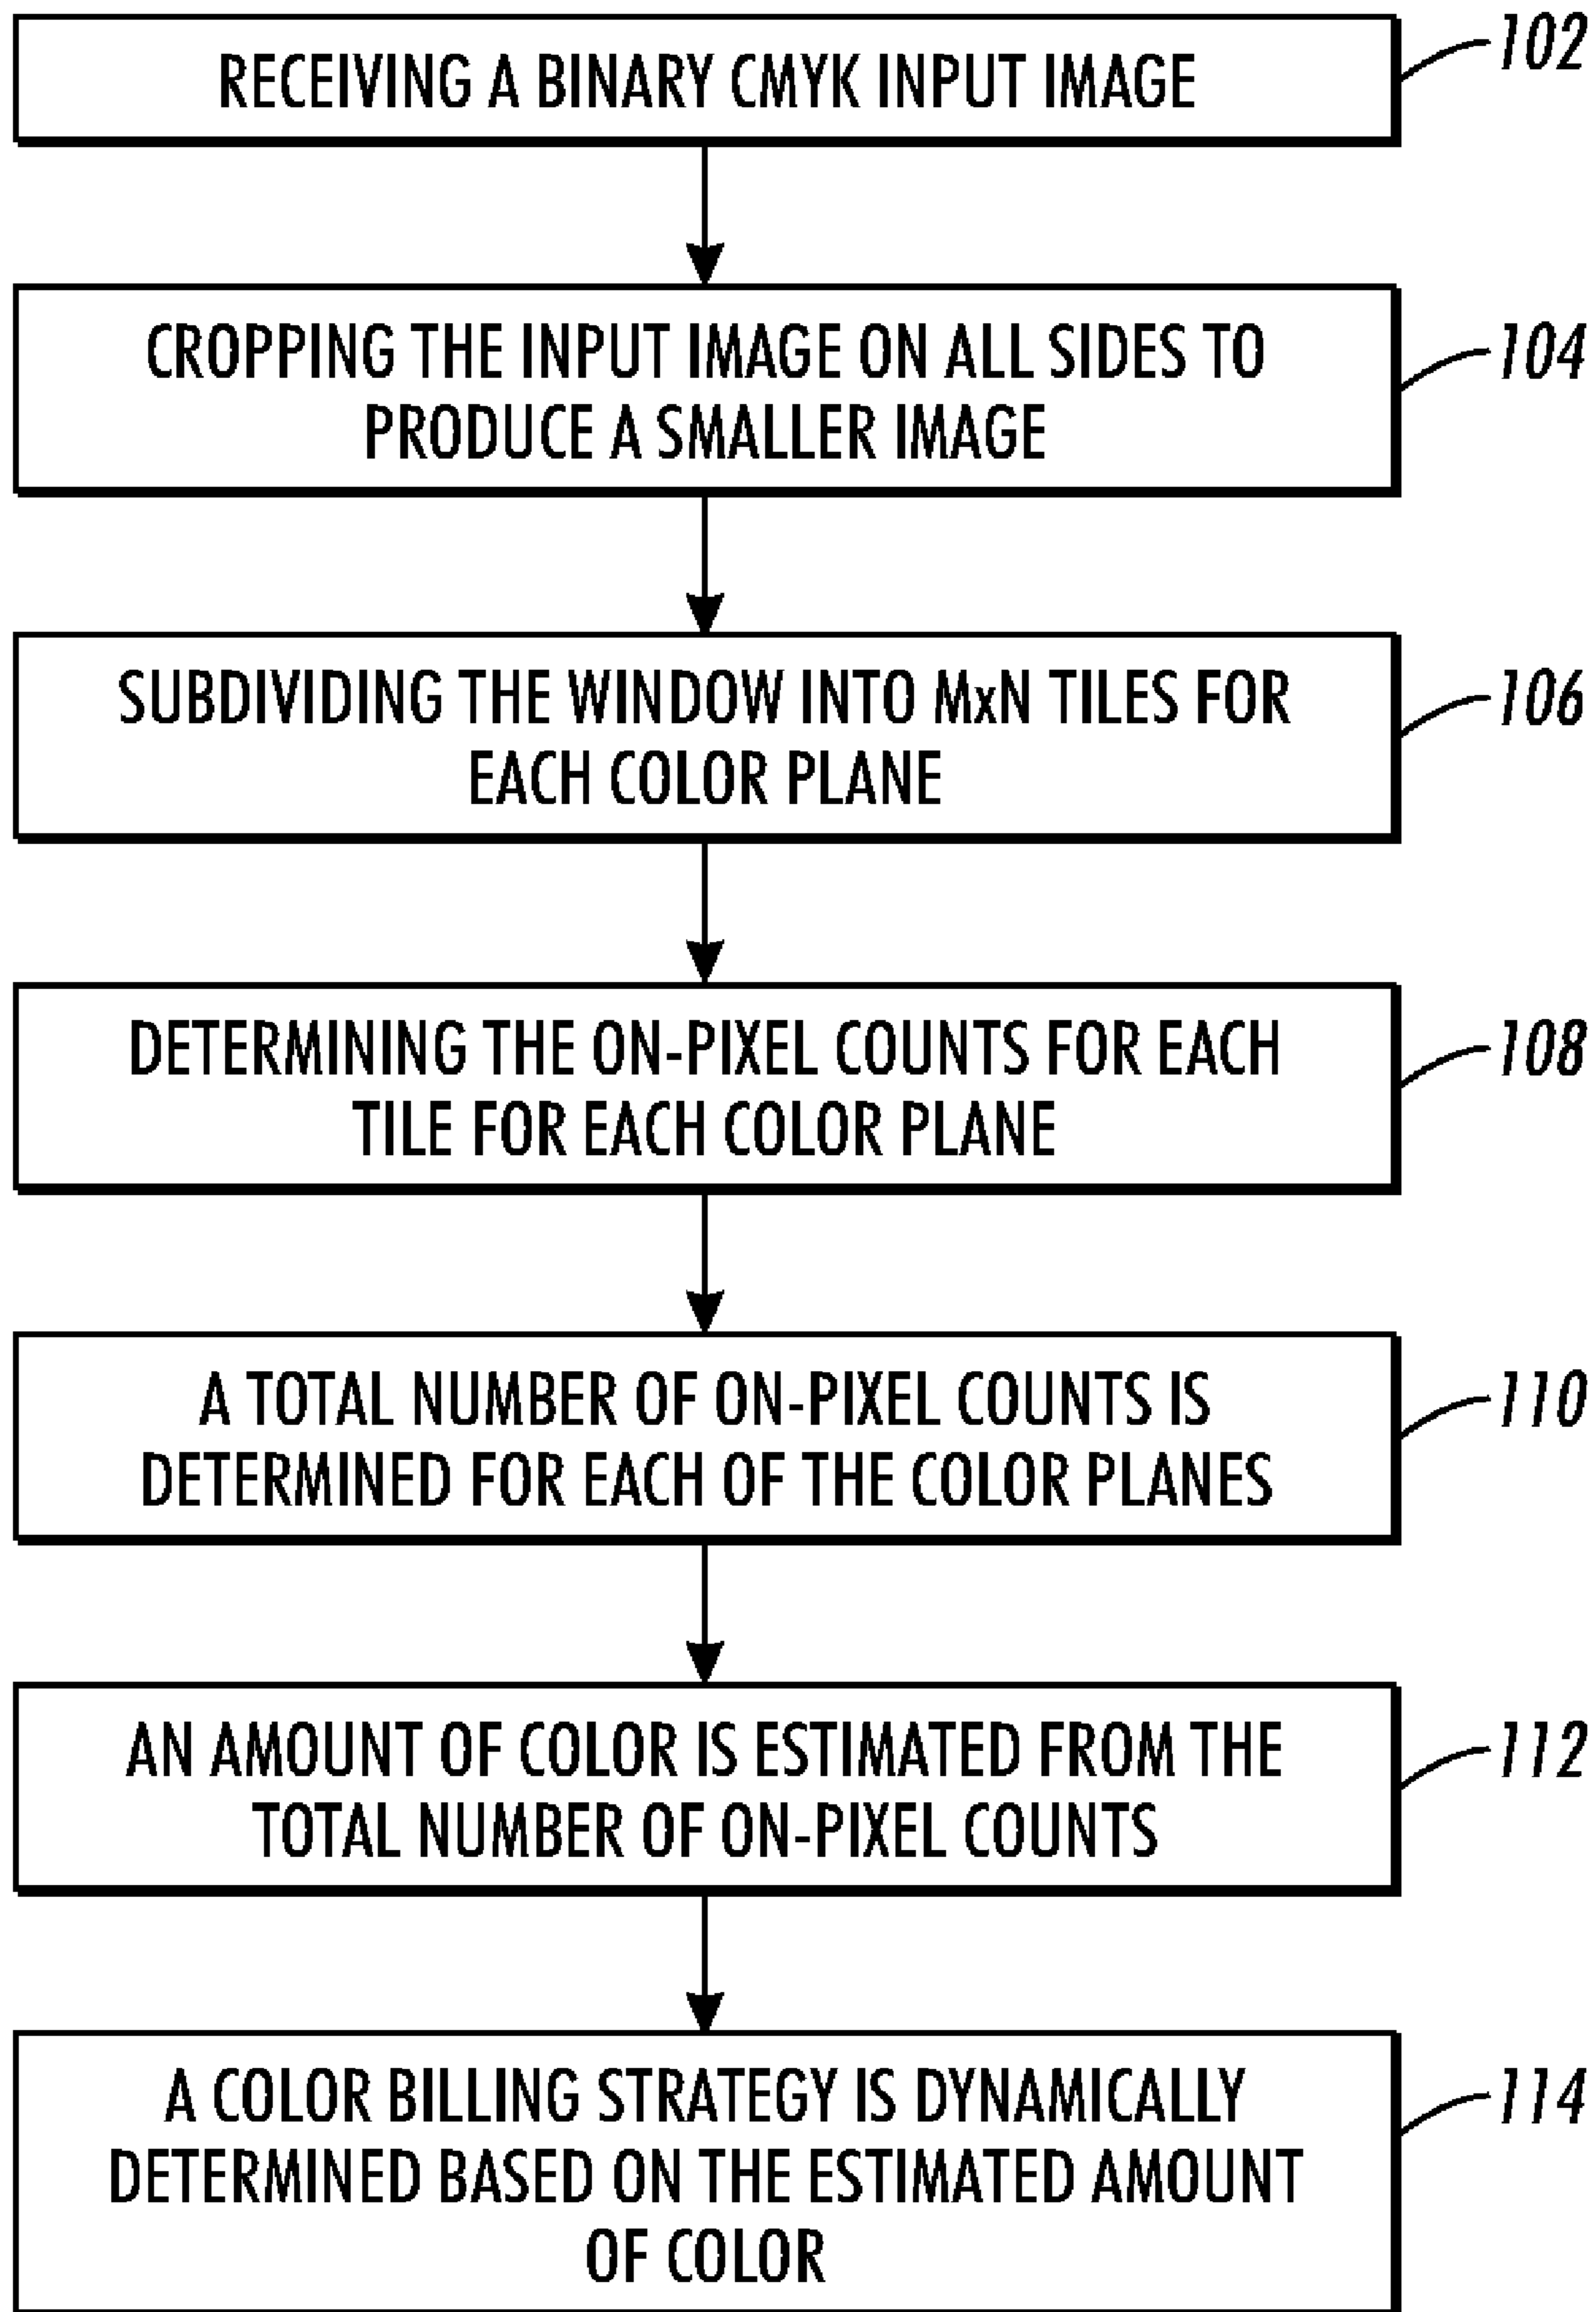 RECEIVING A BINARY CMYK INPUT IMAGE
102
CROPPING THE INPUT IMAGE ON ALL SIDES TO
PRODUCE A SMALLER IMAGE
104
SUBDIVIDING THE WINDOW INTO MxN TILES FOR
EACH COLOR PLANE
106
DETERMINING THE ON-PIXEL COUNTS FOR EACH
TILE FOR EACH COLOR PLANE
108
A TOTAL NUMBER OF ON-PIXEL COUNTS IS
DETERMINED FOR EACH OF THE COLOR PLANES
110
AN AMOUNT OF COLOR IS ESTIMATED FROM THE
TOTAL NUMBER OF ON-PIXEL COUNTS
112
A COLOR BILLING STRATEGY IS DYNAMICALLY
DETERMINED BASED ON THE ESTIMATED AMOUNT
OF COLOR
114